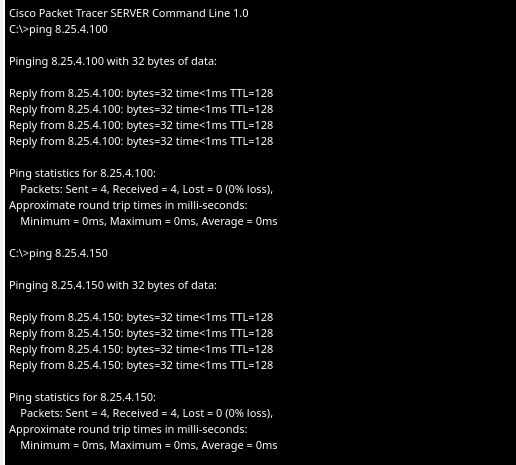 Cisco Packet Tracer SERVER Command Line 1.0
C:\>ping 8.25.4.100
Pinging 8.25.4.100 with 32 bytes of data:
Reply from 8.25.4.100: bytes=32 time<1ms TTL=128
Reply from 8.25.4.100: bytes=32 time<1ms TTL=128
Reply from 8.25.4.100: bytes=32 time<1ms TTL=128
Reply from 8.25.4.100: bytes=32 time<1ms TTL=128
Ping statistics for 8.25.4.100:
    Packets: Sent = 4, Received = 4, Lost = 0 (0% loss),
Approximate round trip times in milli-seconds:
    Minimum = 0ms, Maximum = 0ms, Average = 0ms
C:\>ping 8.25.4.150
Pinging 8.25.4.150 with 32 bytes of data:
Reply from 8.25.4.150: bytes=32 time<1ms TTL=128
Reply from 8.25.4.150: bytes=32 time<1ms TTL=128
Reply from 8.25.4.150: bytes=32 time<1ms TTL=128
Reply from 8.25.4.150: bytes=32 time<1ms TTL=128
Ping statistics for 8.25.4.150:
    Packets: Sent = 4, Received = 4, Lost = 0 (0% loss),
Approximate round trip times in milli-seconds:
    Minimum = 0ms, Maximum = 0ms, Average = 0ms